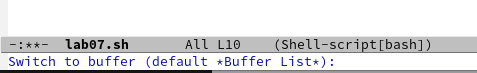 -:**-  lab07.sh       All L10    (Shell-script[bash])
Switch to buffer (default *Buffer List*):